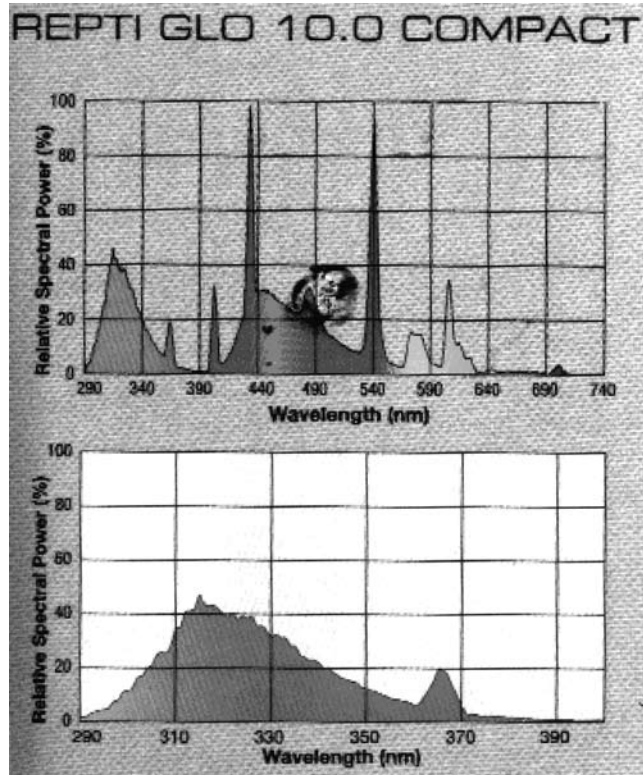 REPTI GLO 10.0 COMPACT
Relative Spectral Power (%)
100
80
60
40
20
0
290 340 390 440 490 540 590 640 690 740
Wavelength (nm)
Relative Spectral Power (%)
100
80
60
40
20
0
290 310 330 350 370 390
Wavelength (nm)